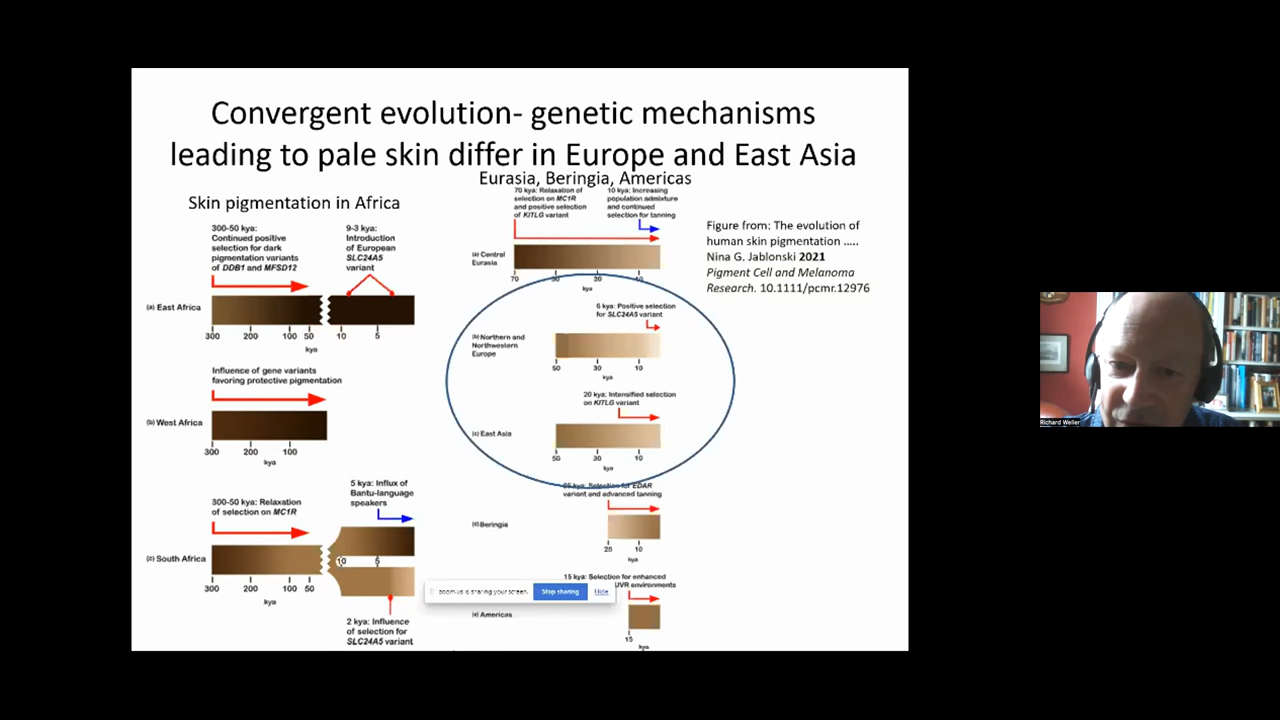 Convergent evolution- genetic mechanisms
leading to pale skin differ in Europe and East Asia
Skin pigmentation in Africa
300-50 kya:
Continued positive
selection for dark
pigmentation variants
of DDB1 and MFSD12
9-3 kya:
Introduction
of European
SLC24A5
variant
(a) East Africa
300 200 100 50 10 5
kya
Influence of gene variants
favoring protective pigmentation
(b) West Africa
300 200 100
kya
5 kya: Influx of
Bantu-language
speakers
300-50 kya: Relaxation
of selection on MC1R
(c) South Africa
10 5
300 200 100 50
kya
2 kya: Influence
of selection for
SLC24A5 variant
Eurasia, Beringia, Americas
70 kya: Relaxation of
selection on MC1R
and positive selection
of KITLG variant
10 kya: Increasing
population admixture
and continued
selection for tanning
(a) Central
Eurasia
70 50 30 10
kya
6 kya: Positive selection
for SLC24A5 variant
(b) Northern and
Northwestern
Europe
50 30 10
kya
20 kya: Intensified selection
on KITLG variant
(c) East Asia
50 30 10
kya
25 kya: Selection for EDAR
variant and advanced tanning
(d) Beringia
25 10
kya
15 kya: Selection for enhanced
UVR environments
(e) Americas
15
kya
Figure from: The evolution of
human skin pigmentation .....
Nina G. Jablonski 2021
Pigment Cell and Melanoma
Research. 10.1111/pcmr.12976
zoom.us is sharing your screen.
Stop sharing
Hide
Richard Weller